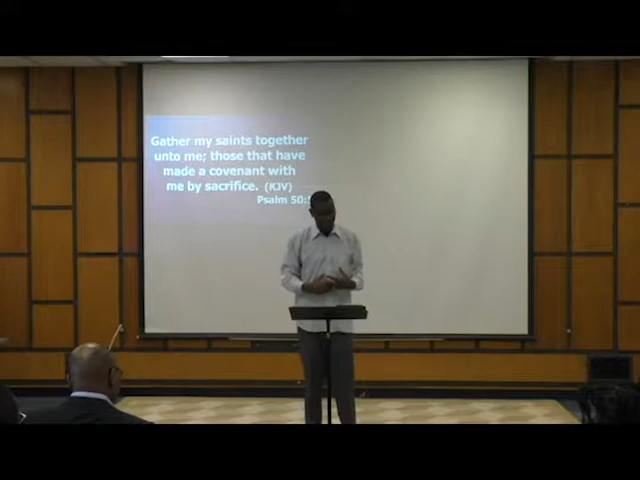 Gather my saints together
unto me; those that have
made a covenant with
me by sacrifice. (KJV)
Psalm 50: